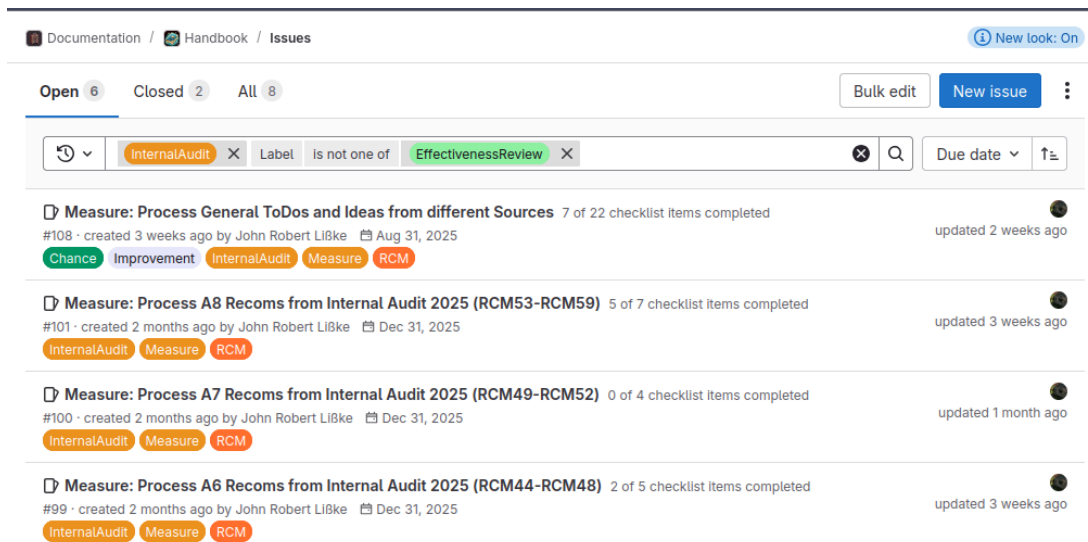 Documentation / Handbook / Issues
New look: On
Open 6 Closed 2 All 8
Bulk edit New issue
InternalAudit Label is not one of EffectivenessReview Due date
Measure: Process General ToDos and Ideas from different Sources 7 of 22 checklist items completed
#108 · created 3 weeks ago by John Robert Lißke Aug 31, 2025
updated 2 weeks ago
Chance Improvement InternalAudit Measure RCM
Measure: Process A8 Recoms from Internal Audit 2025 (RCM53-RCM59) 5 of 7 checklist items completed
#101 · created 2 months ago by John Robert Lißke Dec 31, 2025
updated 3 weeks ago
InternalAudit Measure RCM
Measure: Process A7 Recoms from Internal Audit 2025 (RCM49-RCM52) 0 of 4 checklist items completed
#100 · created 2 months ago by John Robert Lißke Dec 31, 2025
updated 1 month ago
InternalAudit Measure RCM
Measure: Process A6 Recoms from Internal Audit 2025 (RCM44-RCM48) 2 of 5 checklist items completed
#99 · created 2 months ago by John Robert Lißke Dec 31, 2025
updated 3 weeks ago
InternalAudit Measure RCM